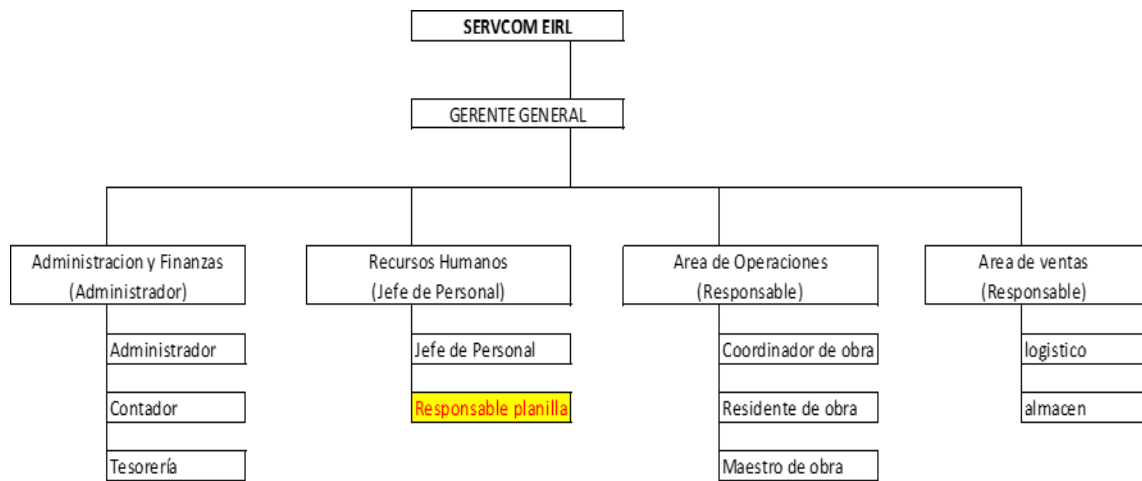 SERVCOM EIRL
GERENTE GENERAL
Administracion y Finanzas
(Administrador)
Recursos Humanos
(Jefe de Personal)
Area de Operaciones
(Responsable)
Area de ventas
(Responsable)
Administrador
Jefe de Personal
Coordinador de obra
logistico
Contador
Responsable planilla
Residente de obra
almacen
Tesorería
Maestro de obra